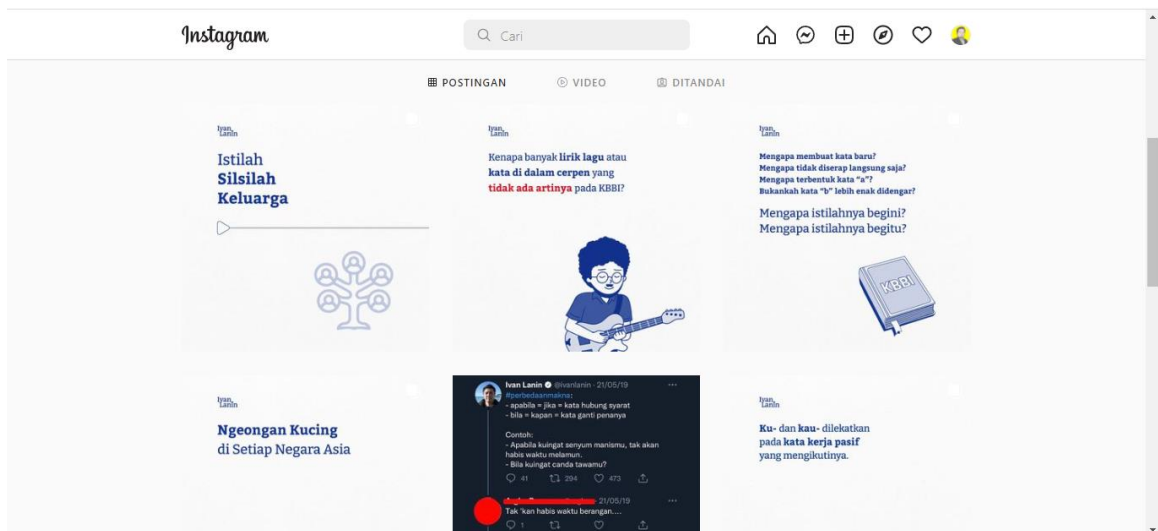 Instagram
Cari
POSTINGAN
VIDEO
DITANDAI
Ivan
Lanin
Istilah
Silsilah
Keluarga
Ivan
Lanin
Kenapa banyak lirik lagu atau
kata di dalam cerpen yang
tidak ada artinya pada KBBI?
Ivan
Lanin
Mengapa membuat kata baru?
Mengapa tidak diserap langsung saja?
Mengapa terbentuk kata "a"?
Bukankah kata "b" lebih enak didengar?
Mengapa istilahnya begini?
Mengapa istilahnya begitu?
KBBI
Ivan
Lanin
Ngeongan Kucing
di Setiap Negara Asia
Ivan Lanin @ivanlanin · 21/05/19
#perbedaanmakna:
- apabila = jika = kata hubung syarat
- bila = kapan = kata ganti penanya
Contoh:
- Apabila kuingat senyum manismu, tak akan
habis waktu melamun.
- Bila kuingat canda tawamu?
41 294 473
· 21/05/19
Tak 'kan habis waktu berangan....
1
Ivan
Lanin
Ku- dan kau- dilekatkan
pada kata kerja pasif
yang mengikutinya.